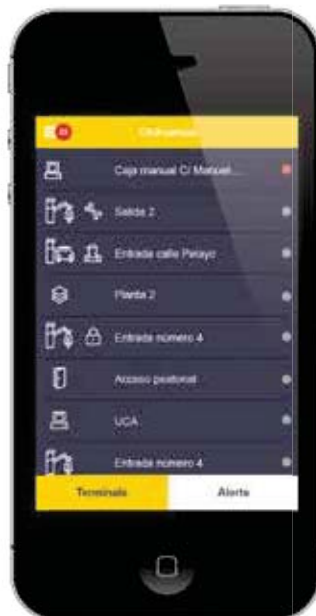 Caja manual C/ Manuel...
Salida 2
Entrada calle Pelayo
Planta 2
Entrada número 4
Acceso peatonal
UCA
Entrada número 4
Terminals Alerts